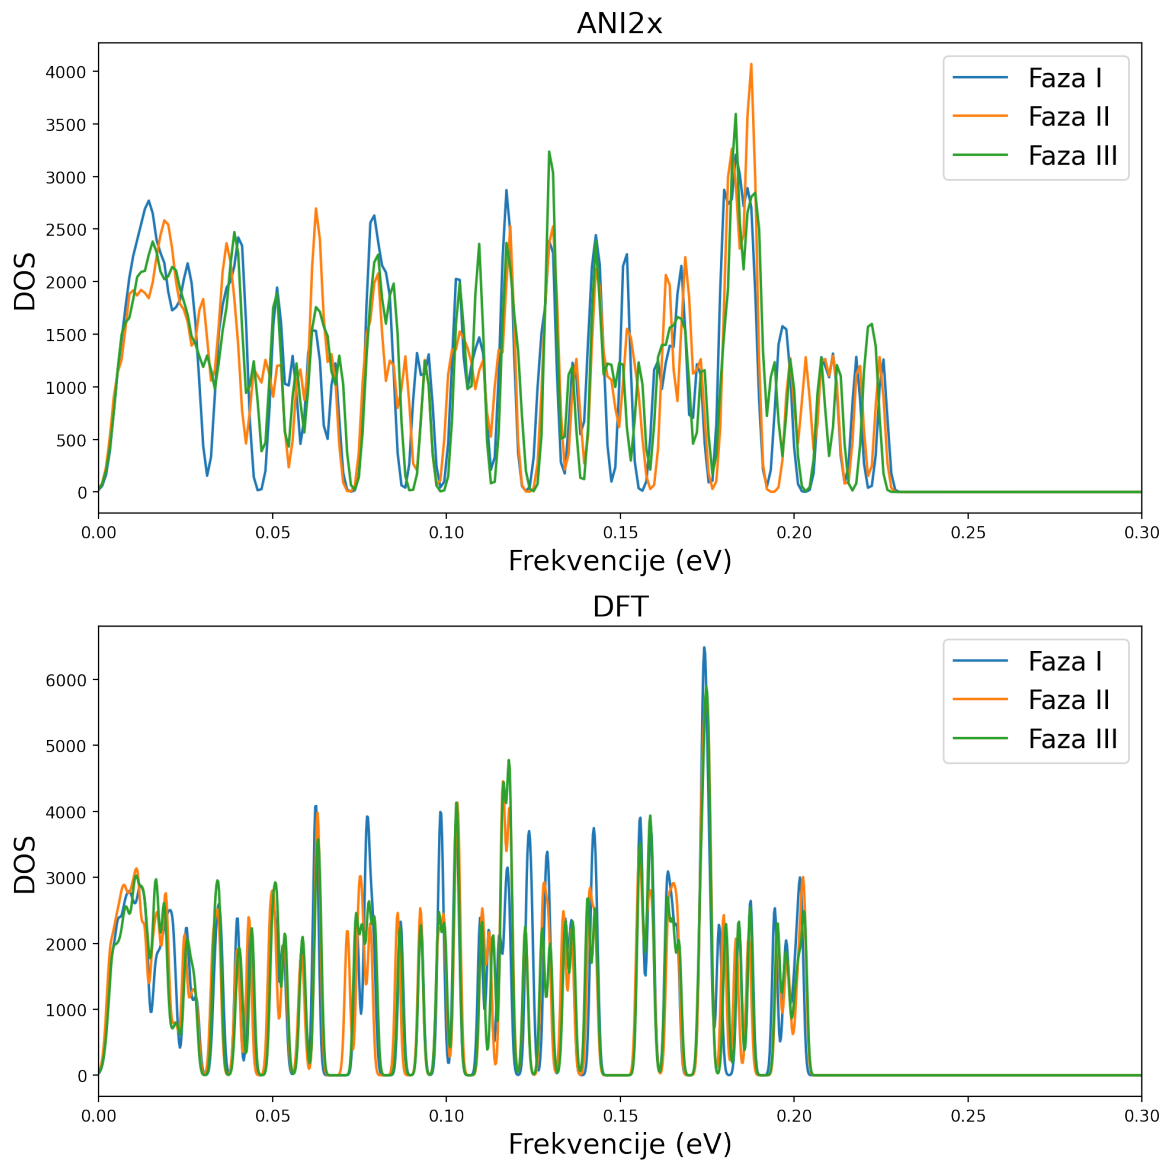 ANI2x
4000
3500
3000
2500
2000
1500
1000
500
0
DOS
Faza I
Faza II
Faza III
0.00 0.05 0.10 0.15 0.20 0.25 0.30
Frekvencije (eV)
DFT
6000
5000
4000
3000
2000
1000
0
DOS
Faza I
Faza II
Faza III
0.00 0.05 0.10 0.15 0.20 0.25 0.30
Frekvencije (eV)